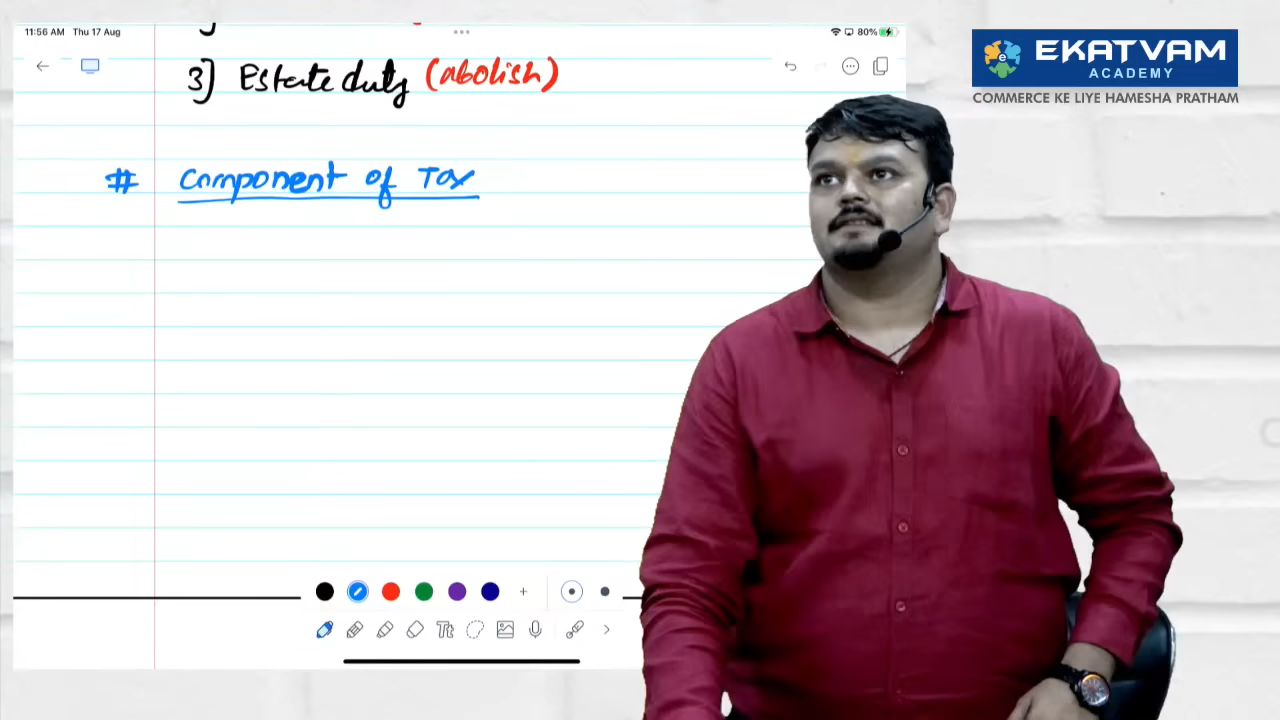 11:56 AM Thu 17 Aug
80%
3] Estate duty (abolish)
# Component of Tax
Tt
EKATVAM
ACADEMY
COMMERCE KE LIYE HAMESHA PRATHAM